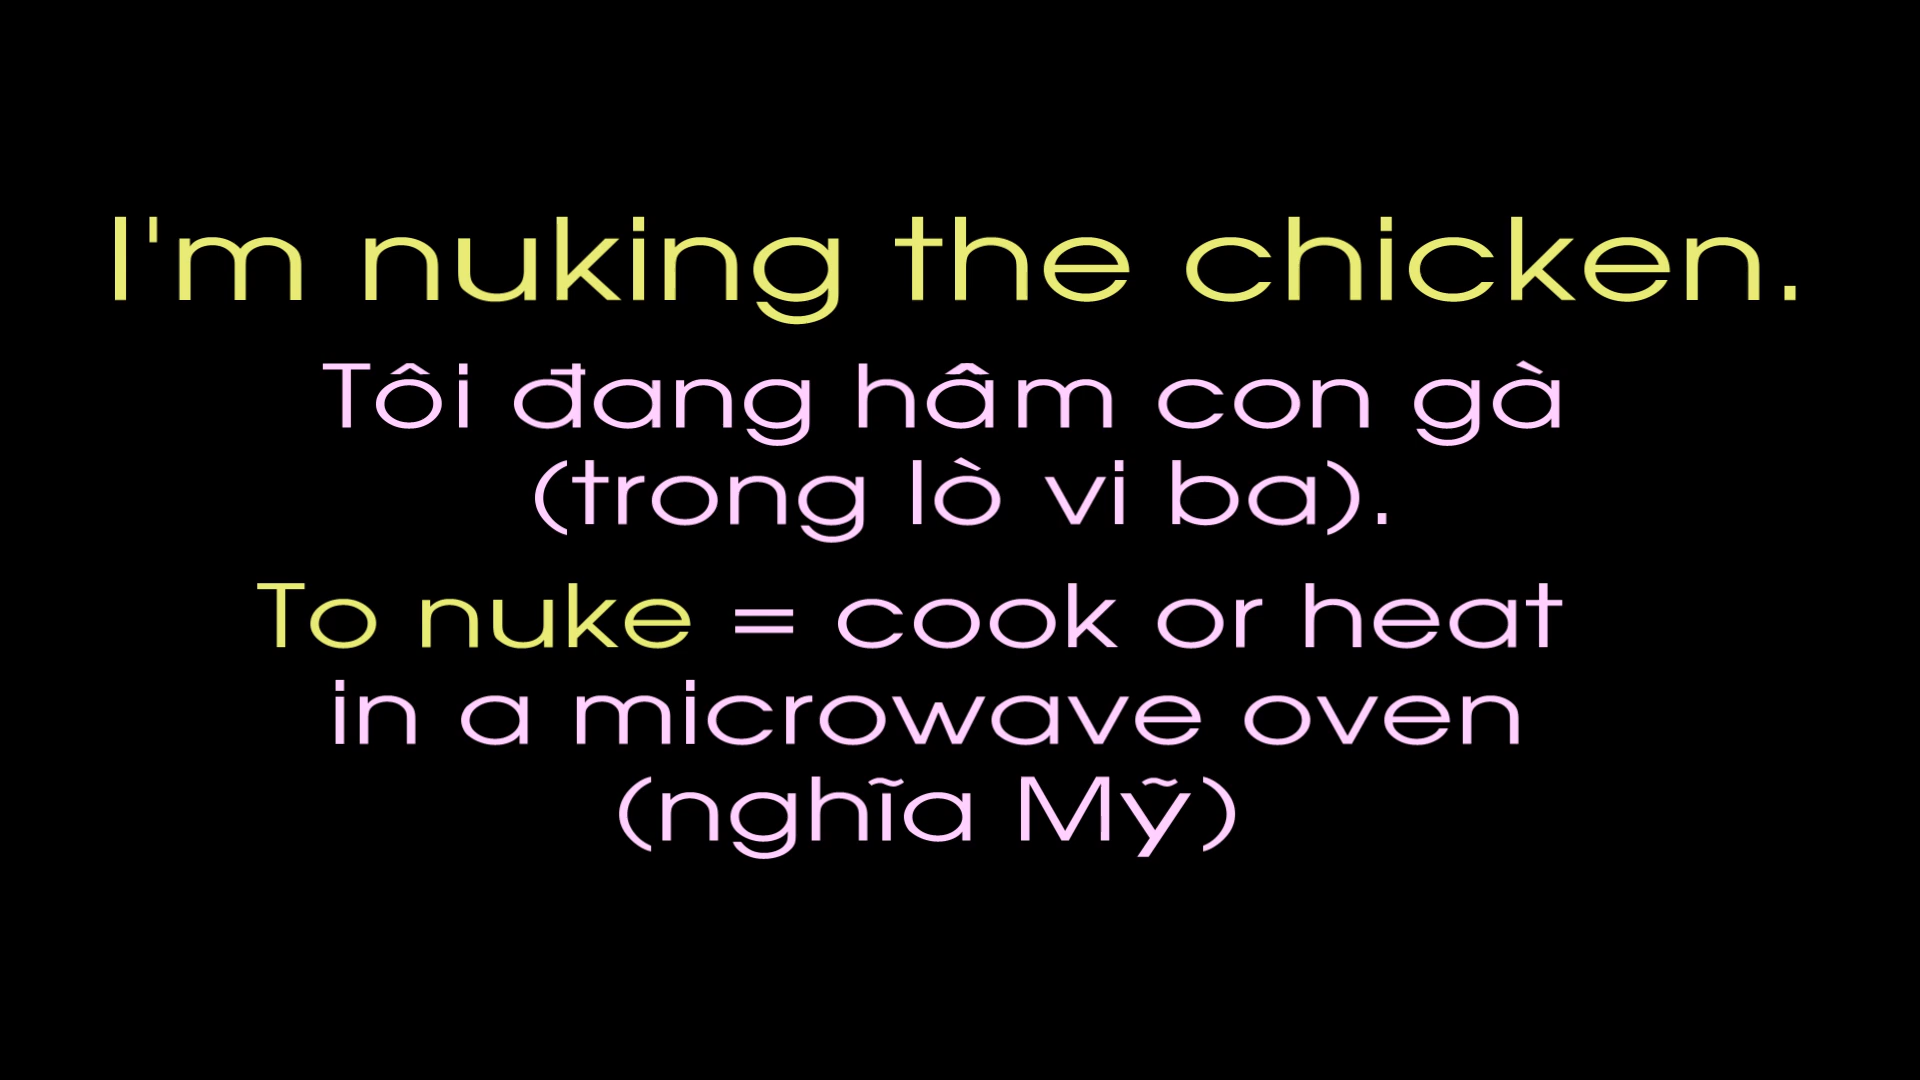 I'm nuking the chicken.
Tôi đang hâm con gà
(trong lò vi ba).
To nuke = cook or heat
in a microwave oven
(nghĩa Mỹ)